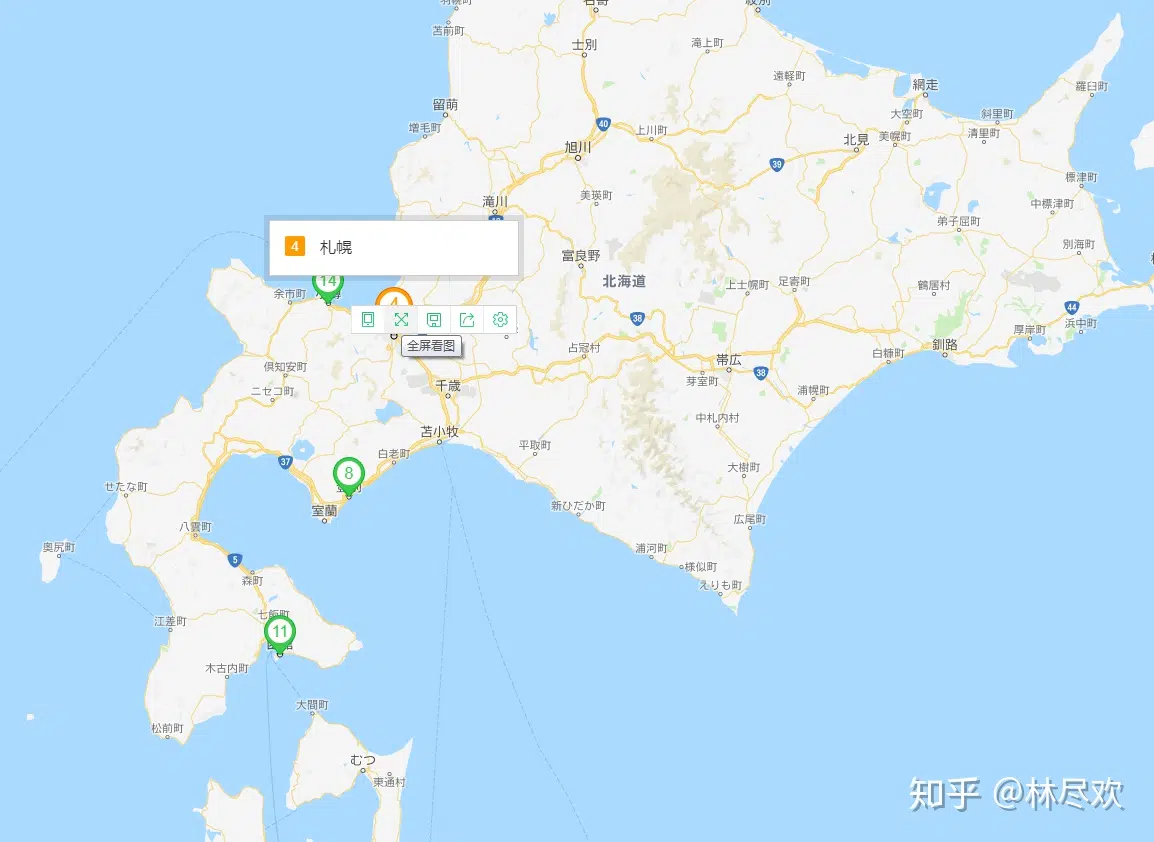 羽幌町
名寄
紋別
苫前町
士別
滝上町
遠軽町
網走
羅臼町
留萌
大空町
斜里町
増毛町
40
上川町
北見
美幌町
清里町
旭川
39
標津町
滝川
美瑛町
中標津町
弟子屈町
4
札幌
富良野
別海町
北海道
上士幌町
足寄町
鶴居村
14
余市町
4
44
38
浜中町
厚岸町
全屏看图
占冠村
釧路
白糠町
倶知安町
帯広
38
芽室町
ニセコ町
千歳
浦幌町
中札内村
苫小牧
平取町
白老町
37
大樹町
8
せたな町
新ひだか町
室蘭
広尾町
八雲町
奥尻町
浦河町
5
様似町
森町
えりも町
七飯町
江差町
11
木古内町
大間町
松前町
むつ
東通村
知乎 @林尽欢